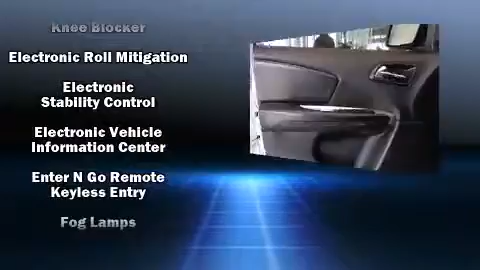 Knee Blocker
Electronic Roll Mitigation
Electronic
Stability Control
Electronic Vehicle
Information Center
Enter N Go Remote
Keyless Entry
Fog Lamps